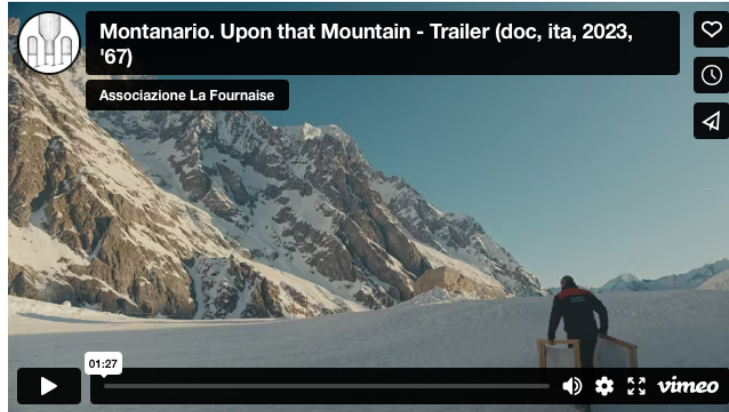 Montanario. Upon that Mountain - Trailer (doc, ita, 2023,
'67)
Associazione La Fournaise
01:27
vimeo